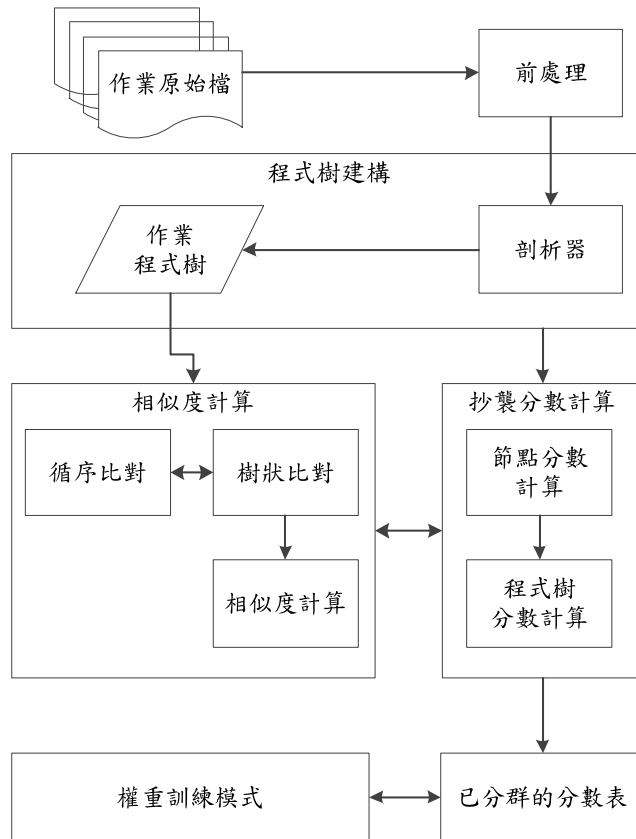 作業原始檔
前處理
程式樹建構
作業
程式樹
剖析器
相似度計算
循序比對
樹狀比對
相似度計算
抄襲分數計算
節點分數
計算
程式樹
分數計算
權重訓練模式
已分群的分數表